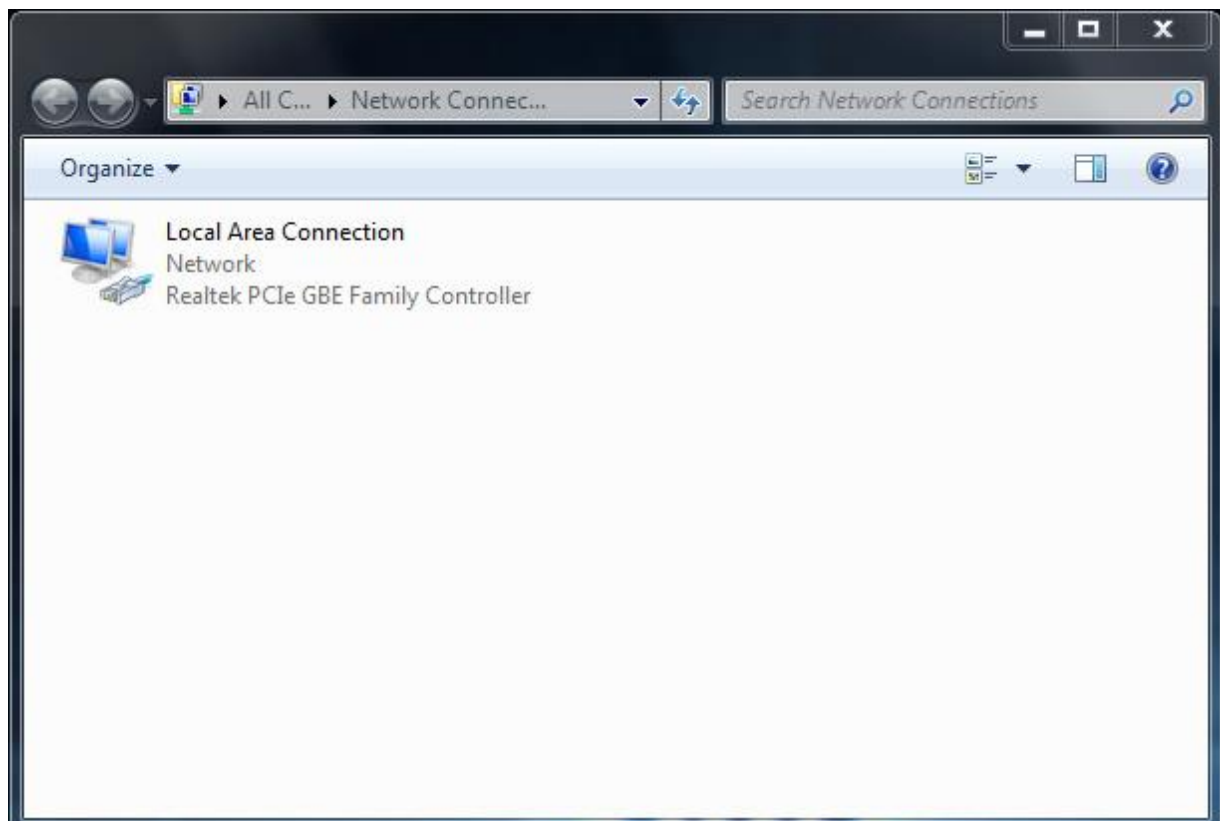 All C... Network Connec...
Search Network Connections
Organize
Local Area Connection
Network
Realtek PCIe GBE Family Controller